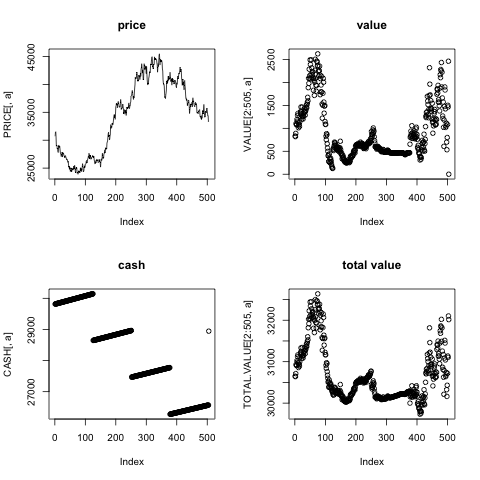 price
value
PRICE[, a]
45000
35000
25000
0 100 200 300 400 500
Index
VALUE[2:505, a]
2500
1500
500
0
0 100 200 300 400 500
Index
cash
total value
CASH[, a]
29000
27000
0 100 200 300 400 500
Index
TOTAL.VALUE[2:505, a]
32000
31000
30000
0 100 200 300 400 500
Index